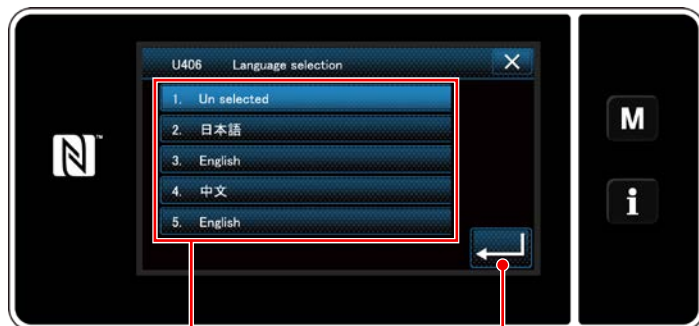 U406 Language selection
1. Un selected
2. 日本語
3. English
4. 中文
5. English
M
i